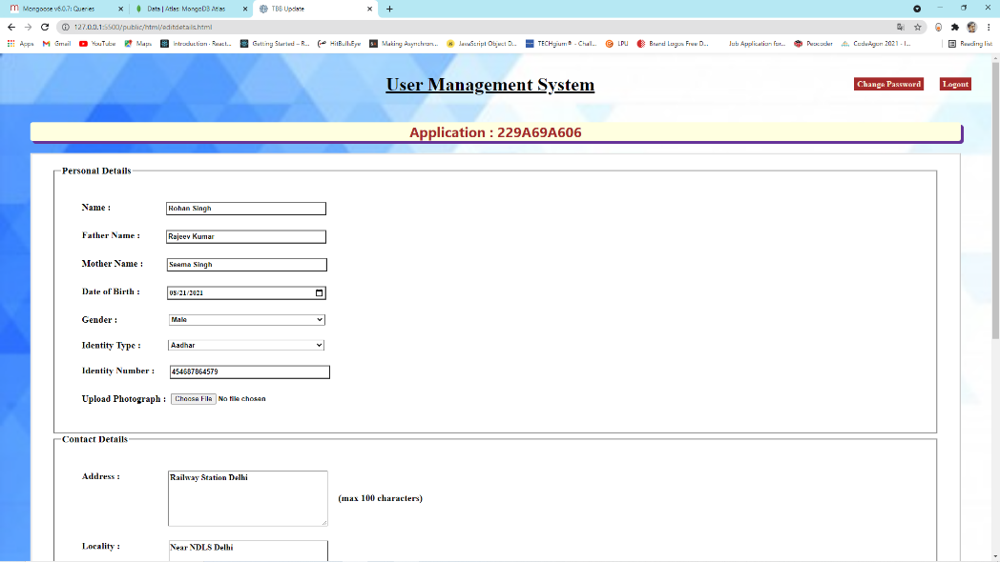 Mongoose v6.0.7: Queries
Data | Atlas: MongoDB Atlas
TBB Update
127.0.0.1:5500/public/html/editdetails.html
Apps
Gmail
YouTube
Maps
Introduction - React...
Getting Started – R...
HitBullsEye
Making Asynchron...
JavaScript Object D...
TECHgium® - Chall...
LPU
Brand Logos Free D...
Job Application for...
Peocoder
CodeAgon 2021 - I...
Reading list
User Management System
Change Password
Logout
Application : 229A69A606
Personal Details
Name : Rohan Singh
Father Name : Rajeev Kumar
Mother Name : Seema Singh
Date of Birth : 08/21/2021
Gender : Male
Identity Type : Aadhar
Identity Number : 454687864579
Upload Photograph : Choose File No file chosen
Contact Details
Address : Railway Station Delhi
(max 100 characters)
Locality : Near NDLS Delhi